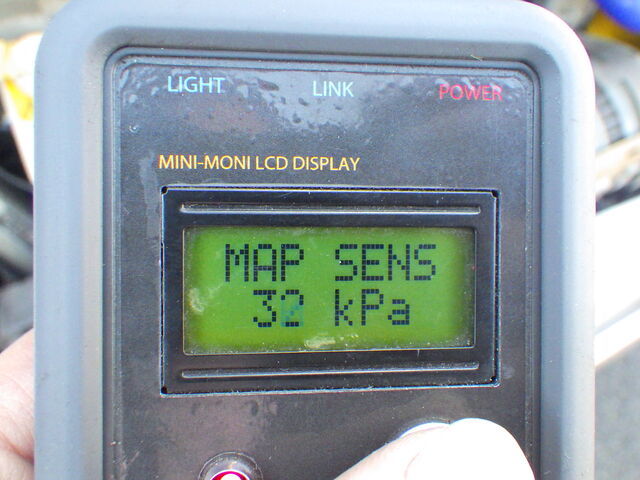 LIGHT LINK POWER
MINI-MONI LCD DISPLAY
MAP SENS
32 kPa